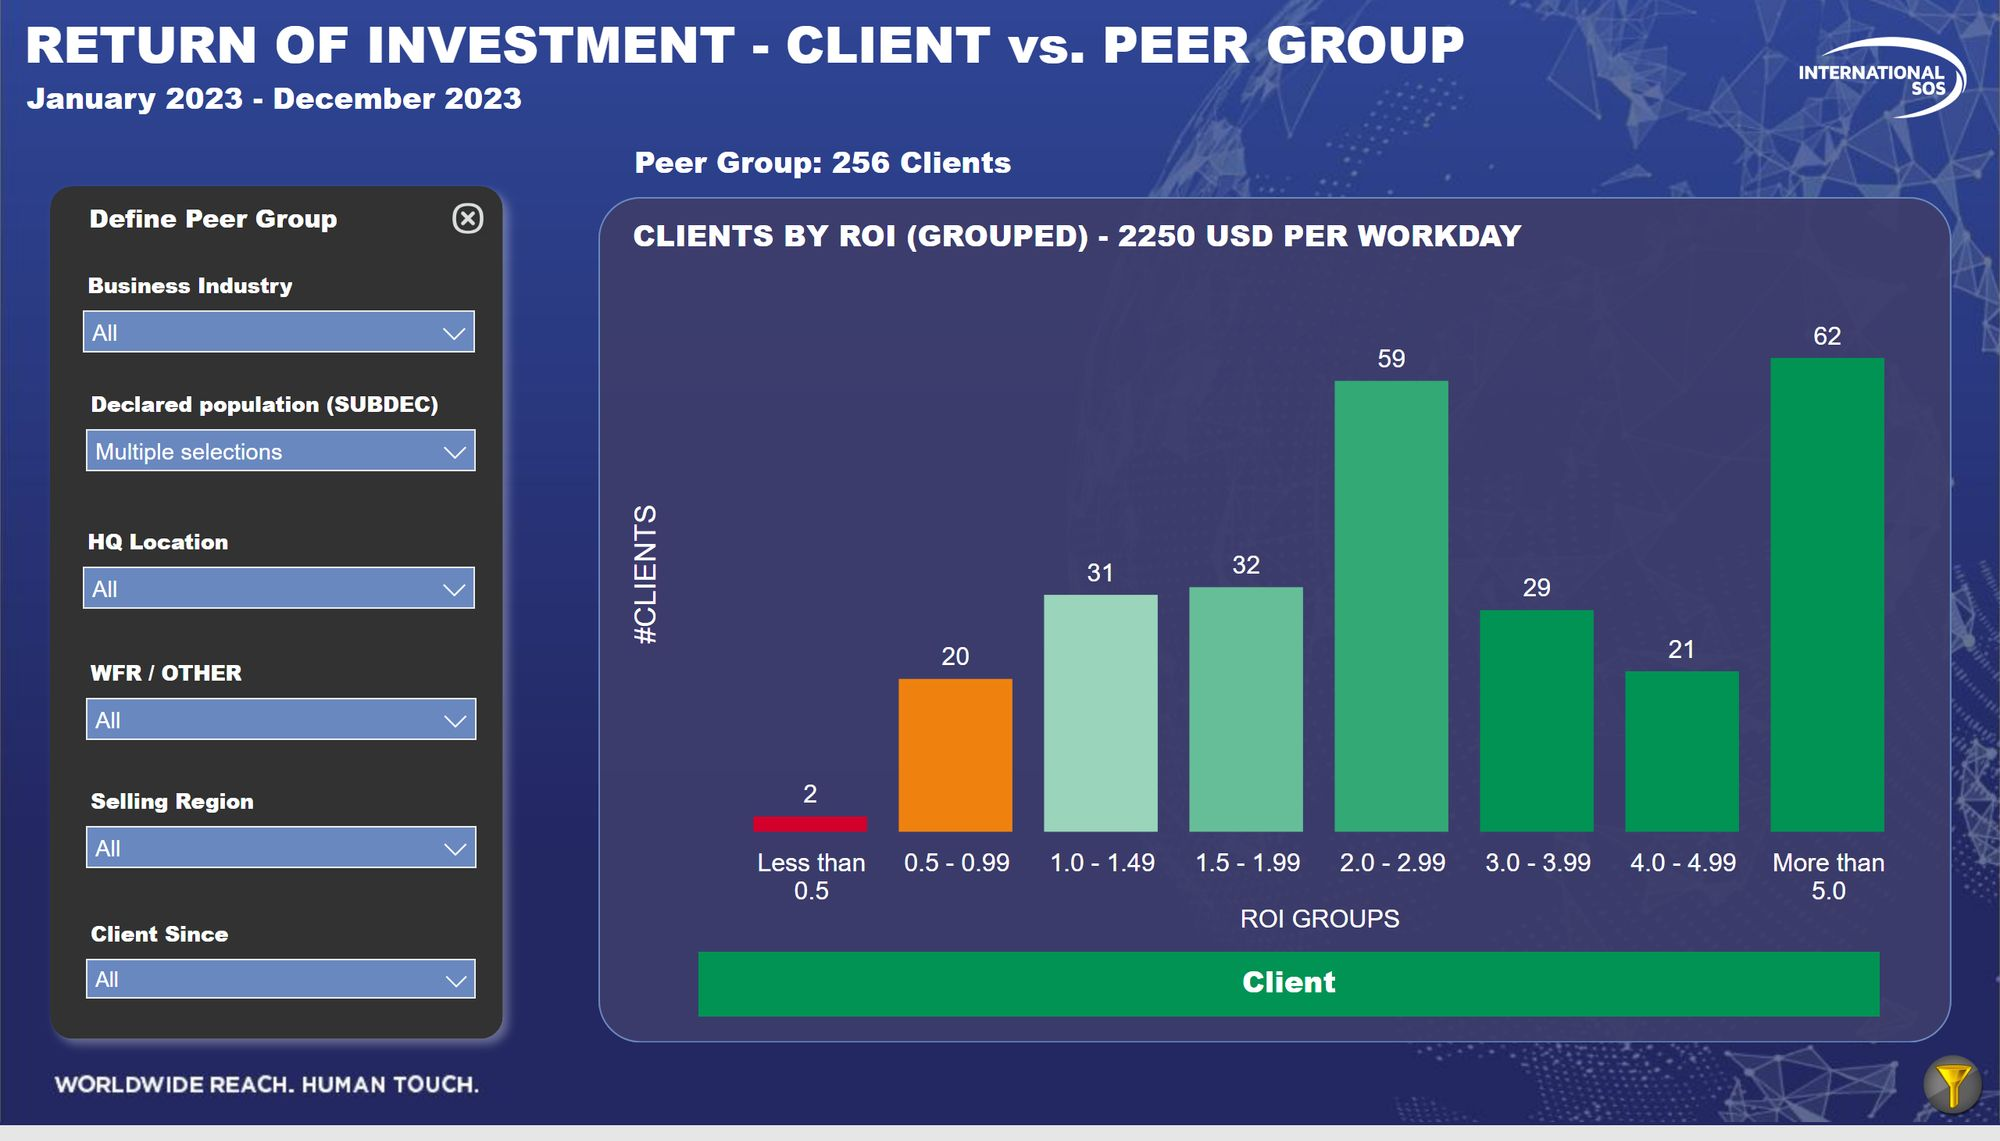 RETURN OF INVESTMENT - CLIENT vs. PEER GROUP
January 2023 - December 2023
INTERNATIONAL
SOS
Peer Group: 256 Clients
Define Peer Group
Business Industry
All
Declared population (SUBDEC)
Multiple selections
HQ Location
All
WFR / OTHER
All
Selling Region
All
Client Since
All
CLIENTS BY ROI (GROUPED) - 2250 USD PER WORKDAY
#CLIENTS
2
20
31
32
59
29
21
62
Less than
0.5
0.5 - 0.99
1.0 - 1.49
1.5 - 1.99
2.0 - 2.99
3.0 - 3.99
4.0 - 4.99
More than
5.0
ROI GROUPS
Client
WORLDWIDE REACH. HUMAN TOUCH.